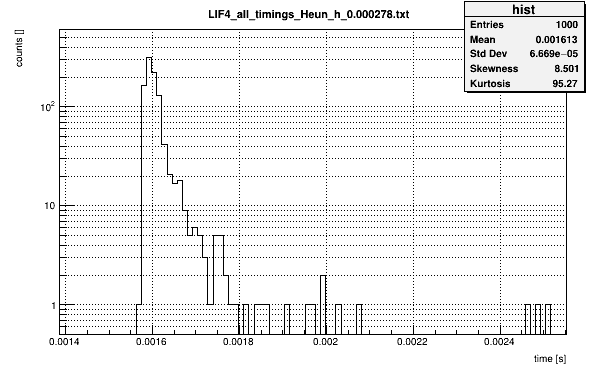 LIF4_all_timings_Heun_h_0.000278.txt
hist
Entries 1000
Mean 0.001613
Std Dev 6.669e−05
Skewness 8.501
Kurtosis 95.27
counts []
10²
10
1
0.0014 0.0016 0.0018 0.002 0.0022 0.0024
time [s]